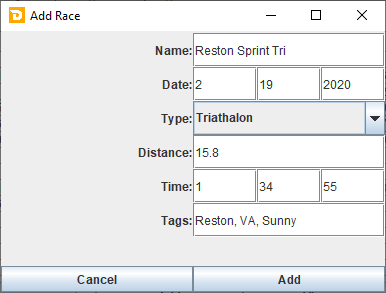 D Add Race
Name: Reston Sprint Tri
Date: 2 19 2020
Type: Triathalon
Distance: 15.8
Time: 1 34 55
Tags: Reston, VA, Sunny
Cancel Add